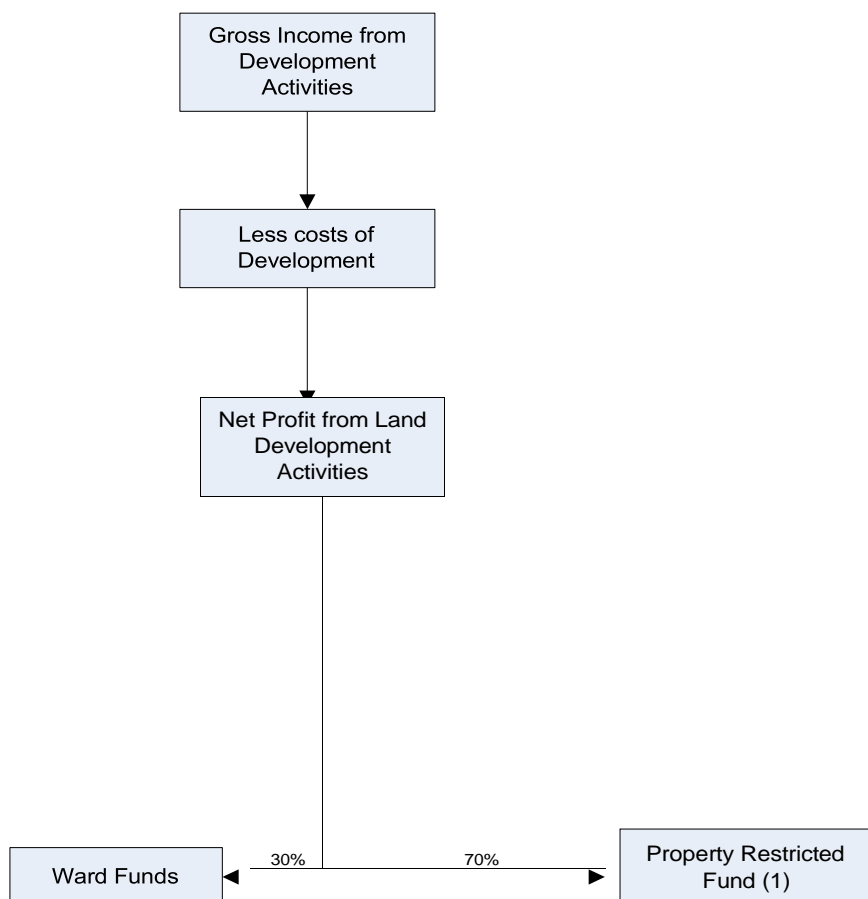 Gross Income from
Development
Activities
Less costs of
Development
Net Profit from Land
Development
Activities
30%
70%
Ward Funds
Property Restricted
Fund (1)